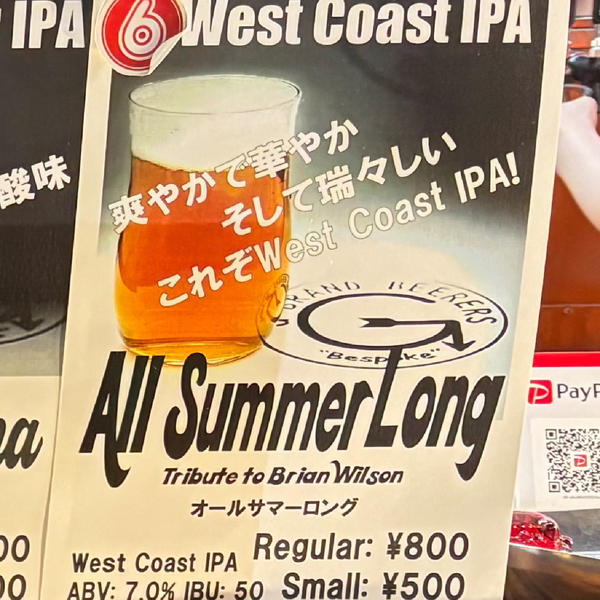 IPA
酸味
00
00
6 West Coast IPA
爽やかで華やか
そして瑞々しい
これぞWest Coast IPA!
GRAND BEERERS
"Bespoke"
All Summer Long
Tribute to Brian Wilson
オールサマーロング
West Coast IPA Regular: ¥800
ABV: 7.0% IBU: 50 Small: ¥500
PayP